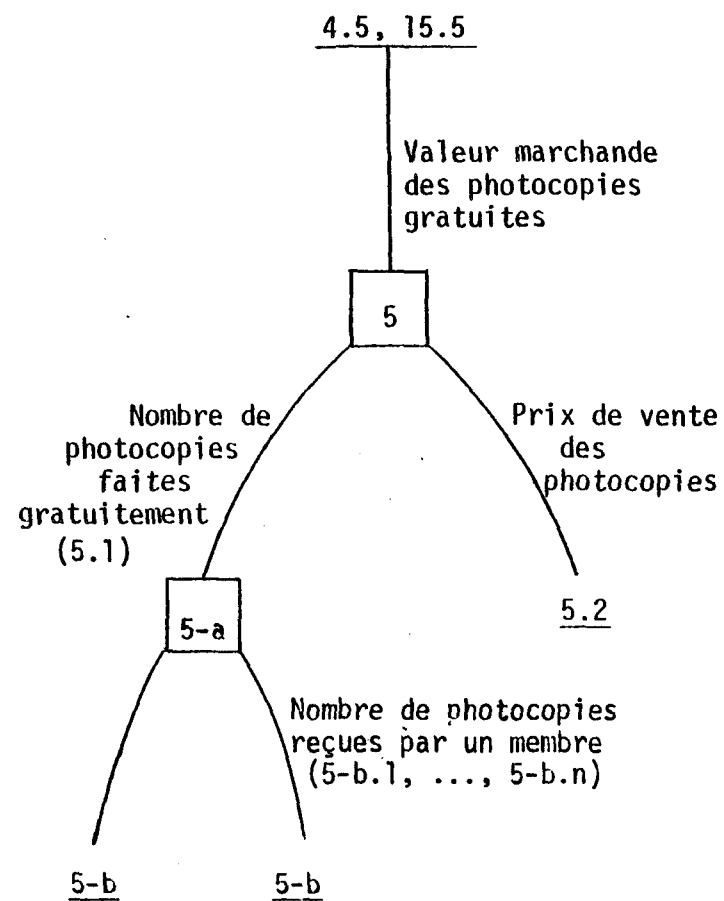 4.5, 15.5
Valeur marchande
des photocopies
gratuites
5
Nombre de
photocopies
faites
gratuitement
(5.1)
Prix de vente
des
photocopies
5-a
5.2
Nombre de photocopies
reçues par un membre
(5-b.1, ..., 5-b.n)
5-b
5-b